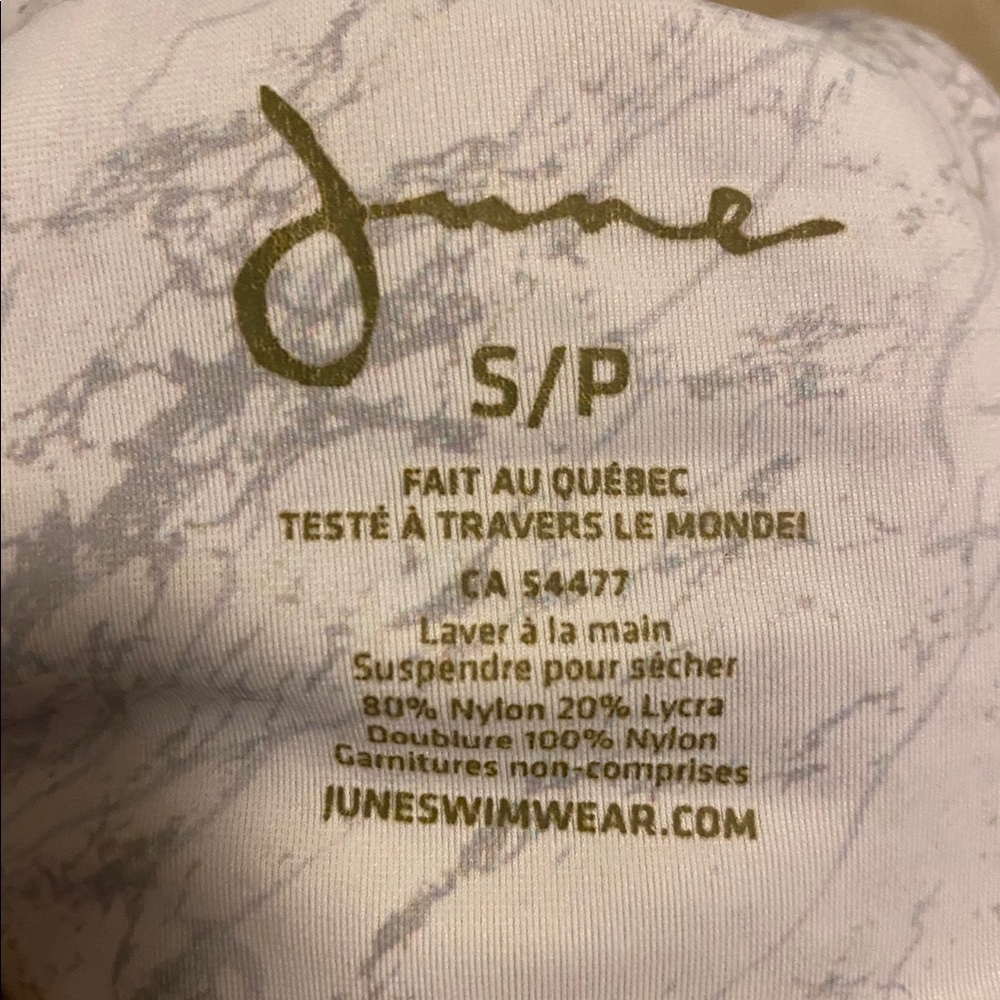 June
S/P
FAIT AU QUÉBEC
TESTÉ À TRAVERS LE MONDE!
CA 54477
Laver à la main
Suspendre pour sécher
80% Nylon 20% Lycra
Doublure 100% Nylon
Garnitures non-comprises
JUNESWIMWEAR.COM